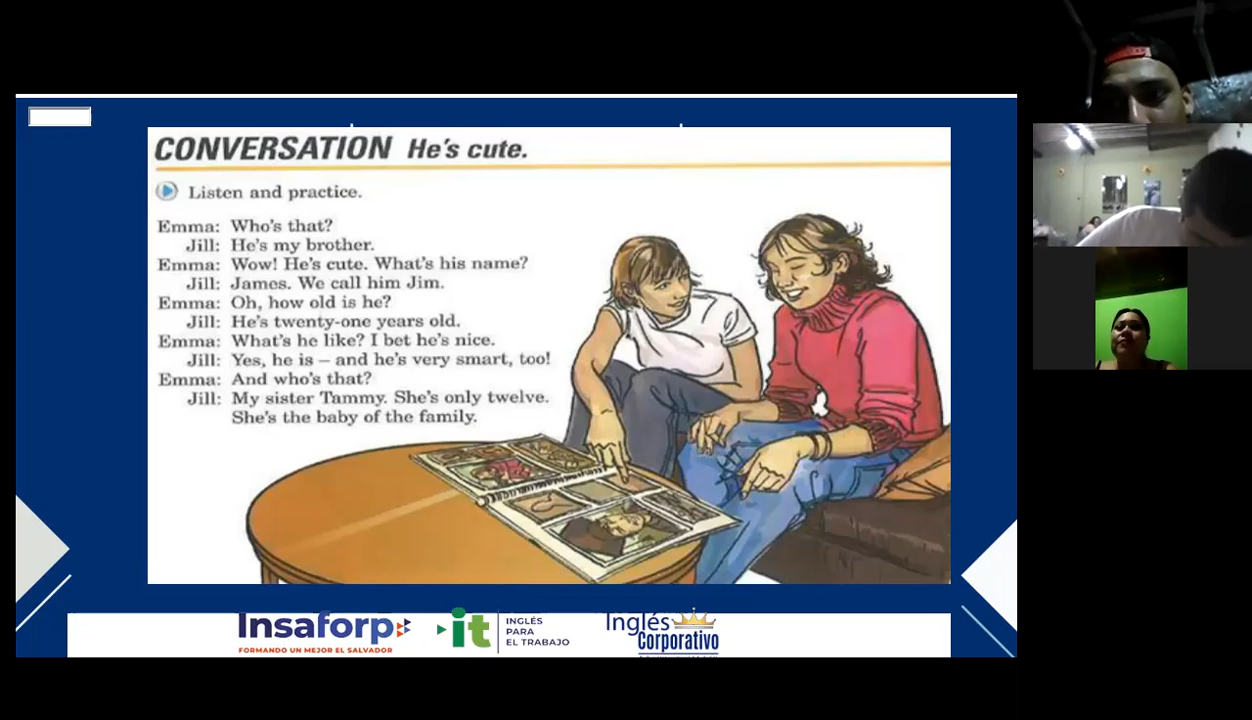 CONVERSATION He's cute.
Listen and practice.
Emma: Who's that?
Jill: He's my brother.
Emma: Wow! He's cute. What's his name?
Jill: James. We call him Jim.
Emma: Oh, how old is he?
Jill: He's twenty-one years old.
Emma: What's he like? I bet he's nice.
Jill: Yes, he is – and he's very smart, too!
Emma: And who's that?
Jill: My sister Tammy. She's only twelve.
She's the baby of the family.
Insaforp
FORMANDO UN MEJOR EL SALVADOR
it
INGLÉS
PARA
EL TRABAJO
Inglés
Corporativo